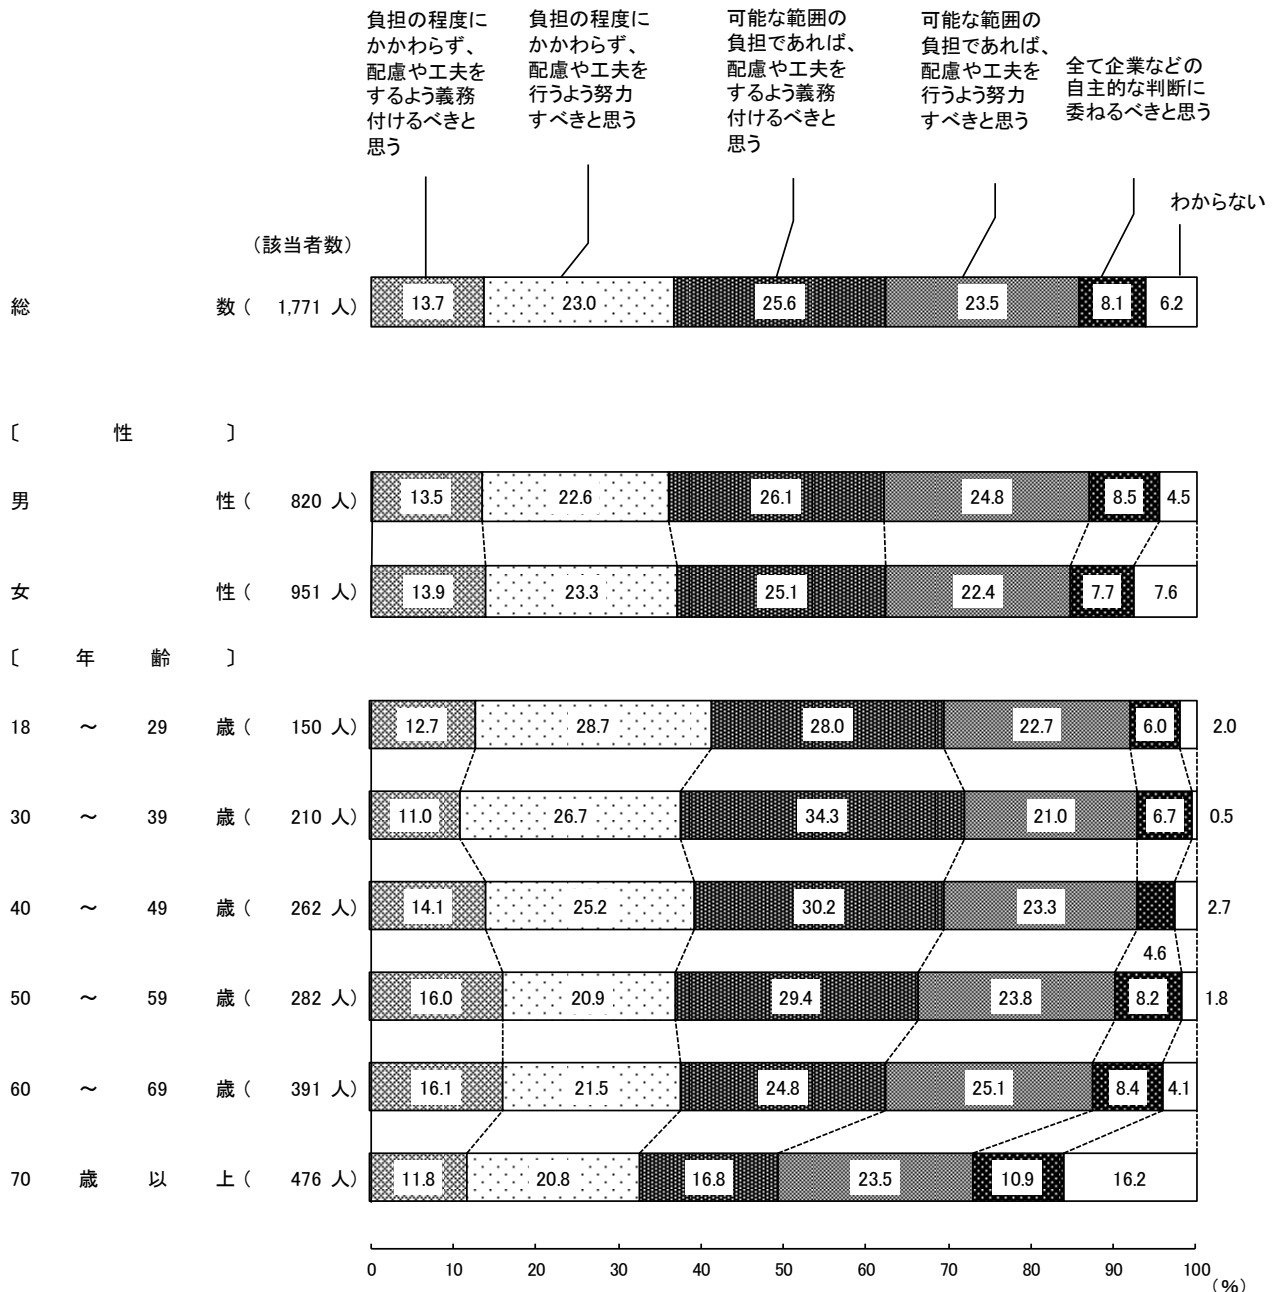 負担の程度に
かかわらず、
配慮や工夫を
するよう義務
付けるべきと
思う
負担の程度に
かかわらず、
配慮や工夫を
行うよう努力
すべきと思う
可能な範囲の
負担であれば、
配慮や工夫を
するよう義務
付けるべきと
思う
可能な範囲の
負担であれば、
配慮や工夫を
行うよう努力
すべきと思う
全て企業などの
自主的な判断に
委ねるべきと思う
わからない
(該当者数)
総 数 ( 1,771 人) 13.7 23.0 25.6 23.5 8.1 6.2
〔 性 〕
男 性 ( 820 人) 13.5 22.6 26.1 24.8 8.5 4.5
女 性 ( 951 人) 13.9 23.3 25.1 22.4 7.7 7.6
〔 年 齢 〕
18 ～ 29 歳 ( 150 人) 12.7 28.7 28.0 22.7 6.0 2.0
30 ～ 39 歳 ( 210 人) 11.0 26.7 34.3 21.0 6.7 0.5
40 ～ 49 歳 ( 262 人) 14.1 25.2 30.2 23.3 2.7
4.6
50 ～ 59 歳 ( 282 人) 16.0 20.9 29.4 23.8 8.2 1.8
60 ～ 69 歳 ( 391 人) 16.1 21.5 24.8 25.1 8.4 4.1
70 歳 以 上 ( 476 人) 11.8 20.8 16.8 23.5 10.9 16.2
0 10 20 30 40 50 60 70 80 90 100
(%)